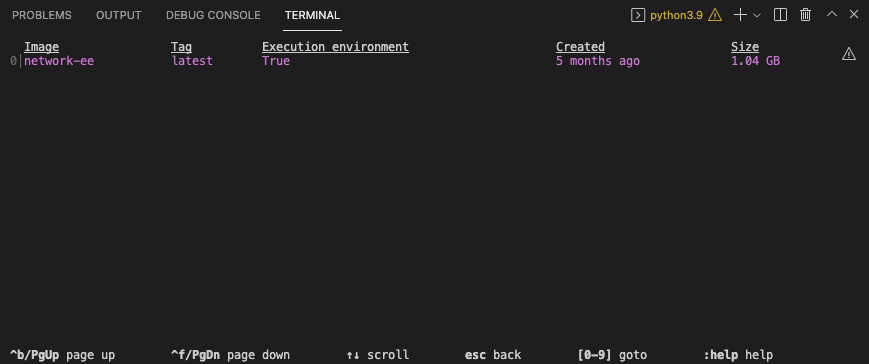 PROBLEMS OUTPUT DEBUG CONSOLE TERMINAL python3.9
Image Tag Execution environment Created Size
0|network-ee latest True 5 months ago 1.04 GB
^b/PgUp page up ^f/PgDn page down ↑↓ scroll esc back [0-9] goto :help help